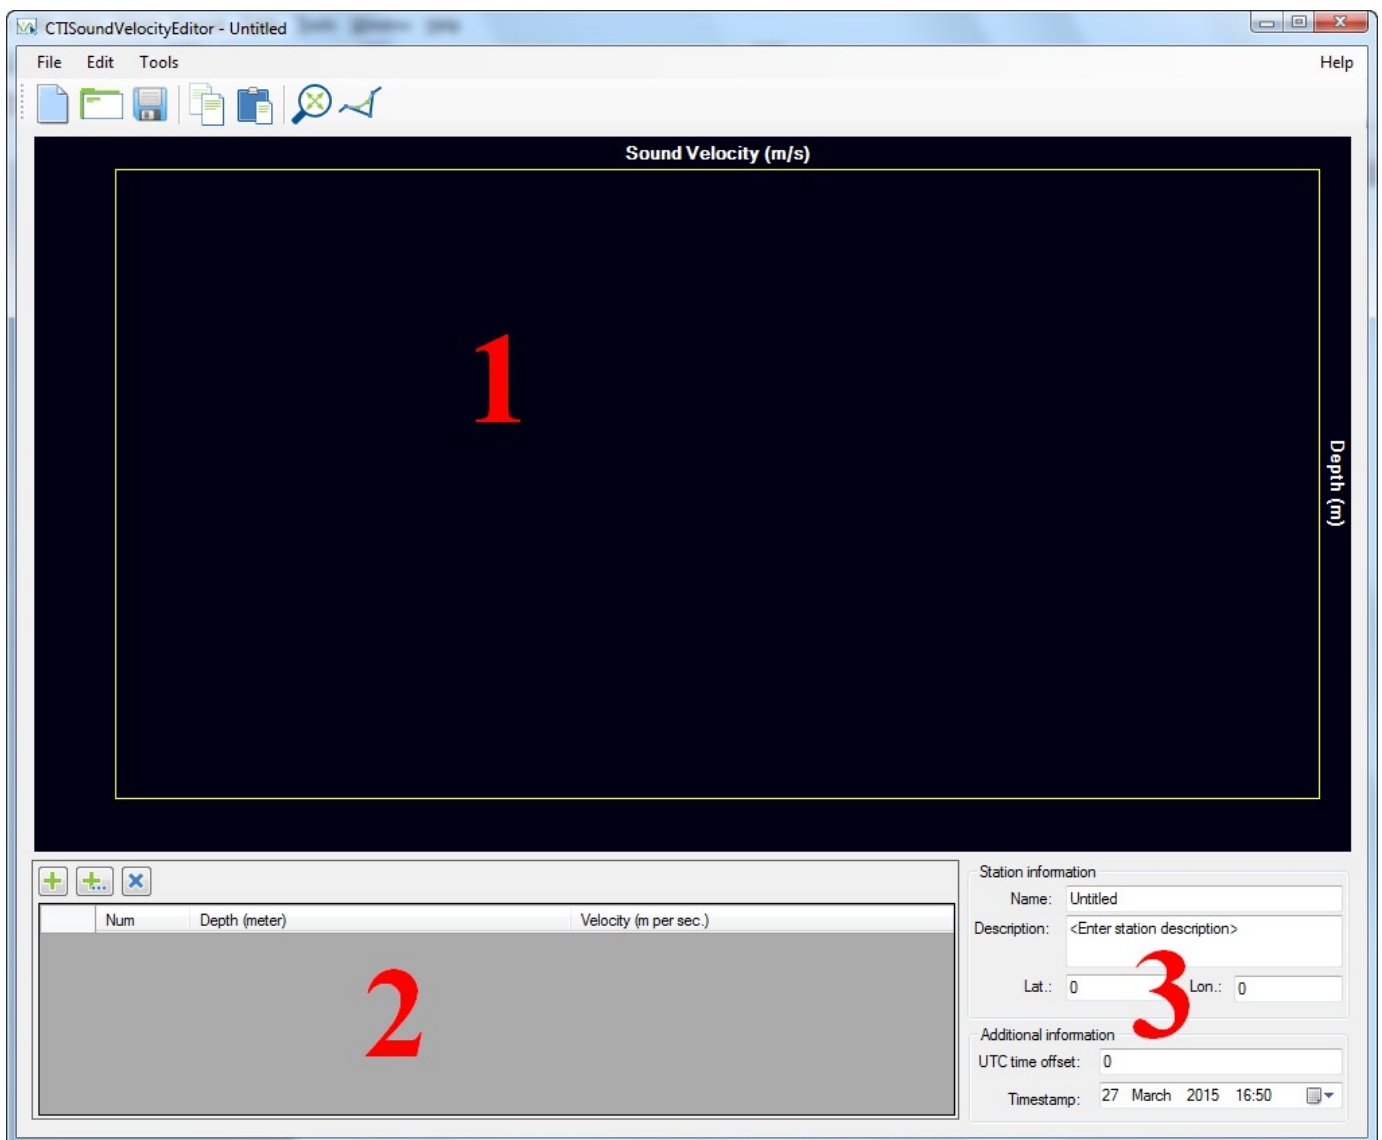 CTISoundVelocityEditor - Untitled
File Edit Tools Help
Sound Velocity (m/s)
1
Depth (m)
Num Depth (meter) Velocity (m per sec.)
2
Station information
Name: Untitled
Description: <Enter station description>
Lat.: 0 Lon.: 0
3
Additional information
UTC time offset: 0
Timestamp: 27 March 2015 16:50